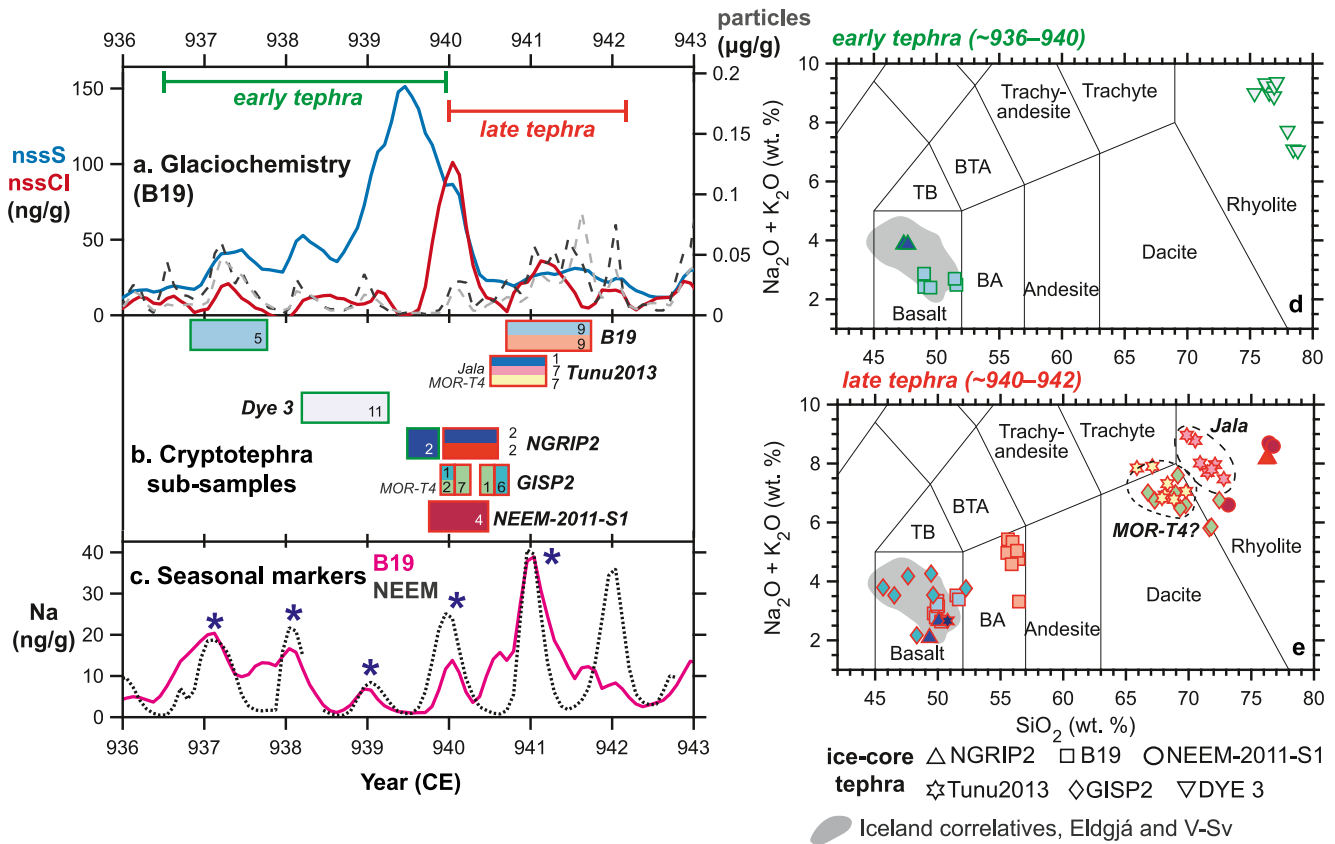 936 937 938 939 940 941 942 943
particles
(µg/g)
150
100
50
0
0.2
0.15
0.1
0.05
0
nssS
nssCl
(ng/g)
early tephra
late tephra
a. Glaciochemistry
(B19)
5
9
9
B19
Jala
MOR-T4
1
7
7
Tunu2013
Dye 3
11
2
2
2
NGRIP2
b. Cryptotephra
sub-samples
MOR-T4
1
2
7
1
6
GISP2
4
NEEM-2011-S1
c. Seasonal markers
B19
NEEM
* * * * *
Na
(ng/g)
40
30
20
10
0
936 937 938 939 940 941 942 943
Year (CE)
early tephra (~936–940)
Na2O + K2O (wt. %)
10
8
6
4
2
Trachy-
andesite
Trachyte
BTA
TB
Rhyolite
Dacite
BA
Andesite
Basalt
d
45 50 55 60 65 70 75 80
late tephra (~940–942)
Na2O + K2O (wt. %)
10
8
6
4
2
Trachy-
andesite
Trachyte
Jala
BTA
TB
MOR-T4?
Rhyolite
Dacite
BA
Andesite
Basalt
e
45 50 55 60 65 70 75 80
SiO2 (wt. %)
ice-core
tephra
NGRIP2 B19 NEEM-2011-S1
Tunu2013 GISP2 DYE 3
Iceland correlatives, Eldgjá and V-Sv